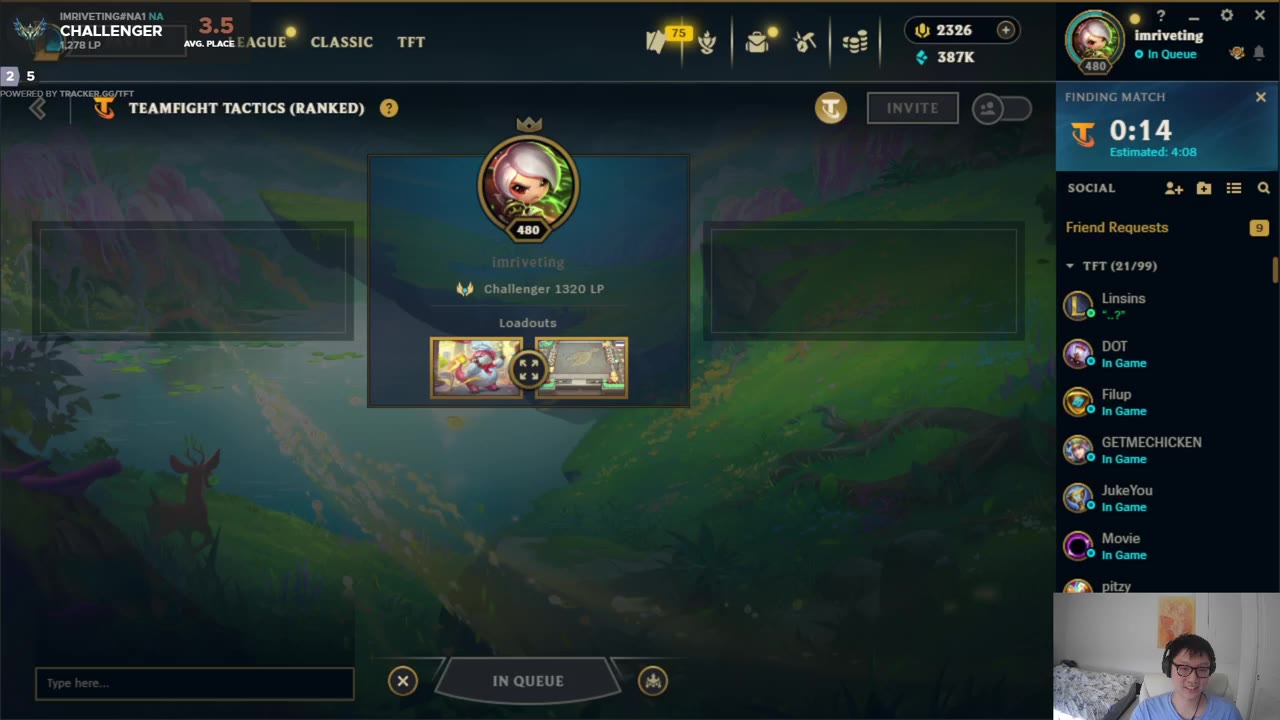 IMRIVETING#NA1 NA
CHALLENGER
1,278 LP
3.5
AVG. PLACE
2 5
POWERED BY TRACKER.GG/TFT
LEAGUE
CLASSIC
TFT
75
2326
387K
480
imriveting
In Queue
TEAMFIGHT TACTICS (RANKED)
INVITE
FINDING MATCH
0:14
Estimated: 4:08
480
imriveting
Challenger 1320 LP
Loadouts
SOCIAL
Friend Requests
9
TFT (21/99)
Linsins
"..?"
DOT
In Game
Filup
In Game
GETMECHICKEN
In Game
JukeYou
In Game
Movie
In Game
pitzy
Type here...
IN QUEUE